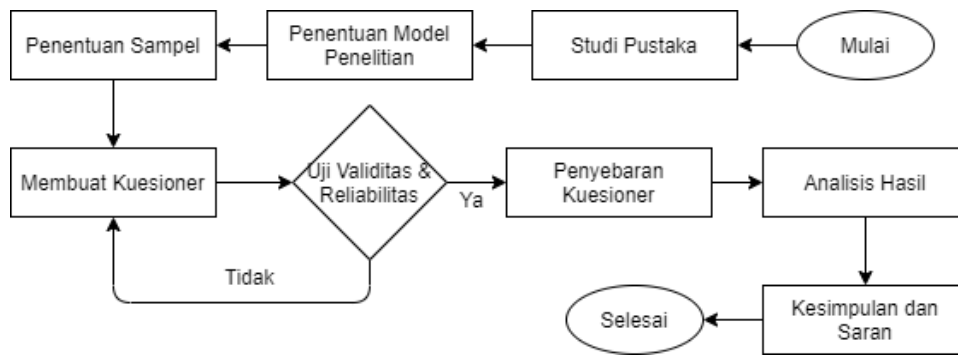 Mulai
Studi Pustaka
Penentuan Model
Penelitian
Penentuan Sampel
Membuat Kuesioner
Uji Validitas &
Reliabilitas
Ya
Tidak
Penyebaran
Kuesioner
Analisis Hasil
Kesimpulan dan
Saran
Selesai